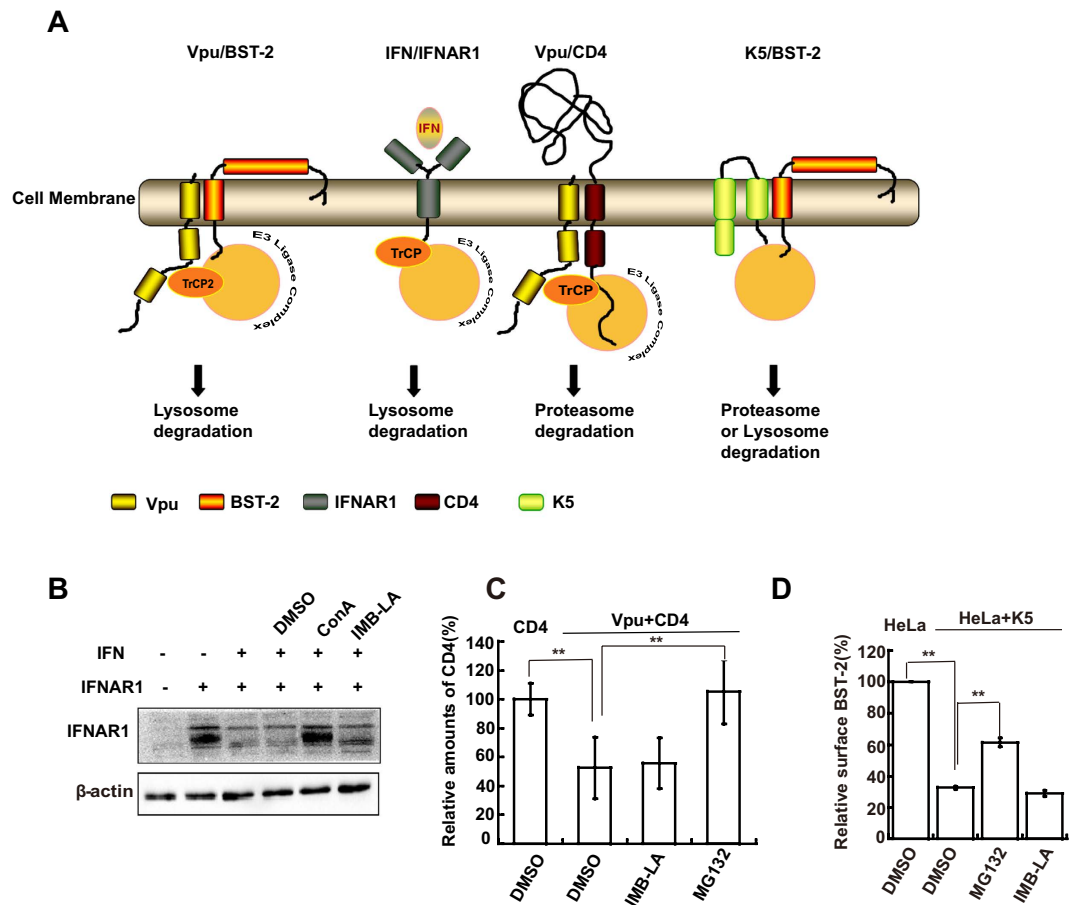 A
Vpu/BST-2
IFN/IFNAR1
Vpu/CD4
K5/BST-2
IFN
Cell Membrane
TrCP2
E3 Ligase Complex
TrCP
E3 Ligase Complex
TrCP
E3 Ligase Complex
Lysosome
degradation
Lysosome
degradation
Proteasome
degradation
Proteasome
or Lysosome
degradation
Vpu
BST-2
IFNAR1
CD4
K5
B
DMSO
ConA
IMB-LA
IFN - - + + + +
IFNAR1 - + + + + +
IFNAR1
β-actin
C
Relative amounts of CD4(%)
CD4
Vpu+CD4
**
**
140
120
100
80
60
40
20
0
DMSO
DMSO
IMB-LA
MG132
D
Relative surface BST-2(%)
HeLa
HeLa+K5
**
**
120
100
80
60
40
20
0
DMSO
DMSO
MG132
IMB-LA